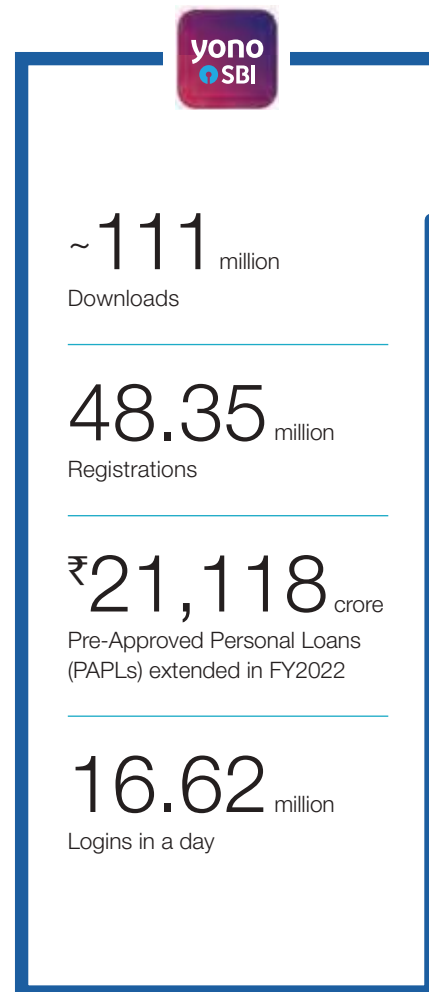 yono
SBI
~111 million
Downloads
48.35 million
Registrations
₹21,118 crore
Pre-Approved Personal Loans
(PAPLs) extended in FY2022
16.62 million
Logins in a day